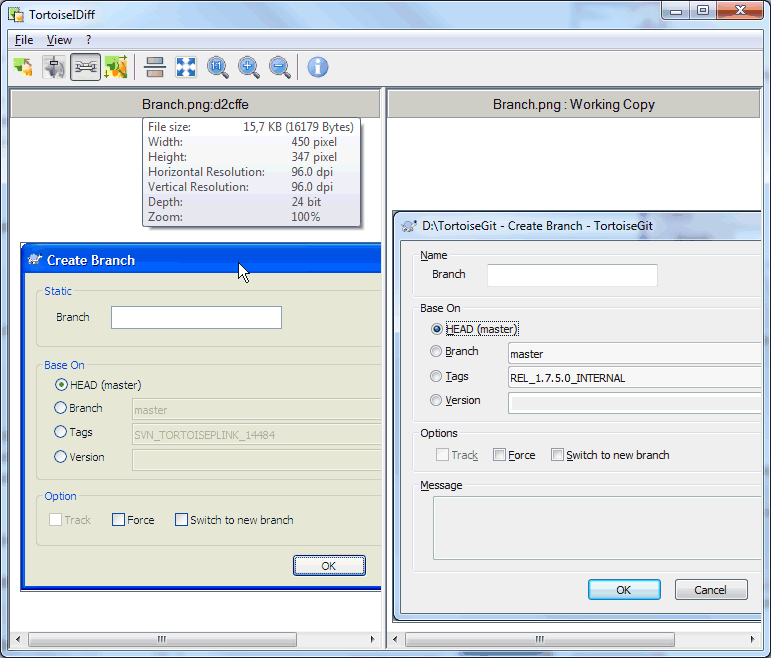 TortoiseIDiff
File View ?
Branch.png:d2cffe
File size: 15,7 KB (16179 Bytes)
Width: 450 pixel
Height: 347 pixel
Horizontal Resolution: 96.0 dpi
Vertical Resolution: 96.0 dpi
Depth: 24 bit
Zoom: 100%
Create Branch
Static
Branch
Base On
HEAD (master)
Branch master
Tags SVN_TORTOISEPLINK_14484
Version
Option
Track Force Switch to new branch
OK
Branch.png : Working Copy
D:\TortoiseGit - Create Branch - TortoiseGit
Name
Branch
Base On
HEAD (master)
Branch master
Tags REL_1.7.5.0_INTERNAL
Version
Options
Track Force Switch to new branch
Message
OK Cancel